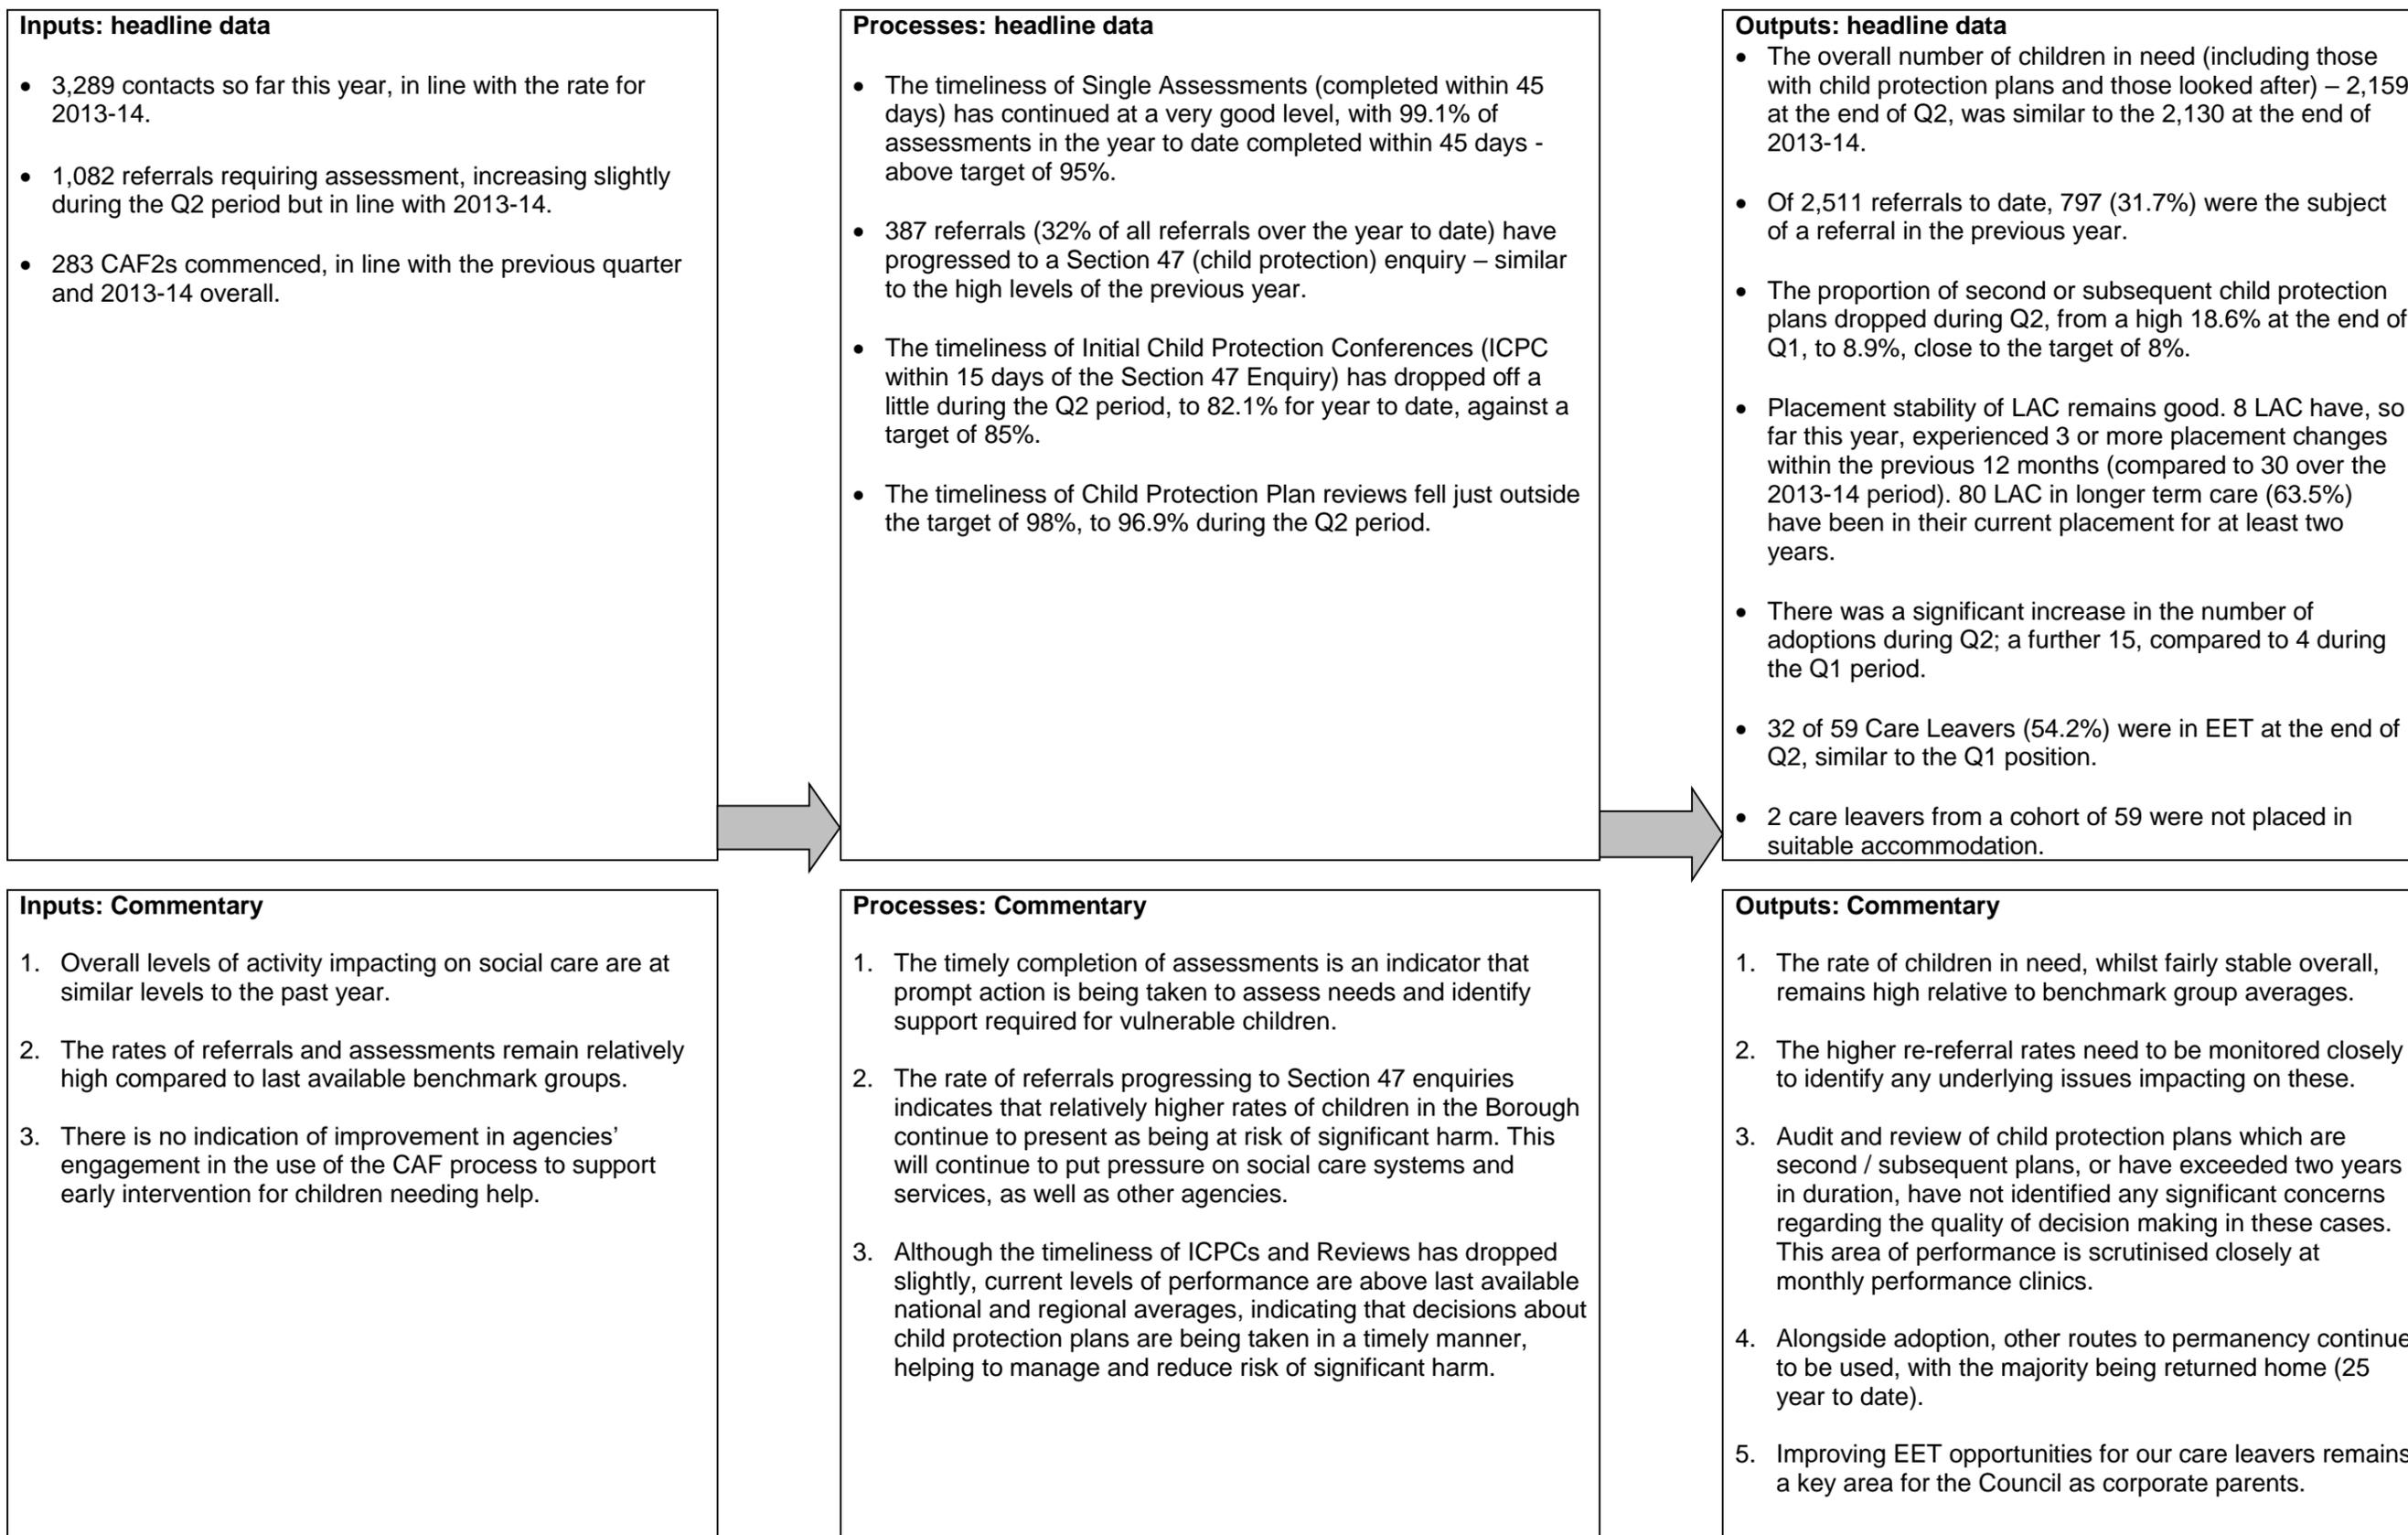 Inputs: headline data
• 3,289 contacts so far this year, in line with the rate for
2013-14.
• 1,082 referrals requiring assessment, increasing slightly
during the Q2 period but in line with 2013-14.
• 283 CAF2s commenced, in line with the previous quarter
and 2013-14 overall.
Processes: headline data
• The timeliness of Single Assessments (completed within 45
days) has continued at a very good level, with 99.1% of
assessments in the year to date completed within 45 days -
above target of 95%.
• 387 referrals (32% of all referrals over the year to date) have
progressed to a Section 47 (child protection) enquiry – similar
to the high levels of the previous year.
• The timeliness of Initial Child Protection Conferences (ICPC
within 15 days of the Section 47 Enquiry) has dropped off a
little during the Q2 period, to 82.1% for year to date, against a
target of 85%.
• The timeliness of Child Protection Plan reviews fell just outside
the target of 98%, to 96.9% during the Q2 period.
Outputs: headline data
• The overall number of children in need (including those
with child protection plans and those looked after) – 2,159
at the end of Q2, was similar to the 2,130 at the end of
2013-14.
• Of 2,511 referrals to date, 797 (31.7%) were the subject
of a referral in the previous year.
• The proportion of second or subsequent child protection
plans dropped during Q2, from a high 18.6% at the end of
Q1, to 8.9%, close to the target of 8%.
• Placement stability of LAC remains good. 8 LAC have, so
far this year, experienced 3 or more placement changes
within the previous 12 months (compared to 30 over the
2013-14 period). 80 LAC in longer term care (63.5%)
have been in their current placement for at least two
years.
• There was a significant increase in the number of
adoptions during Q2; a further 15, compared to 4 during
the Q1 period.
• 32 of 59 Care Leavers (54.2%) were in EET at the end of
Q2, similar to the Q1 position.
• 2 care leavers from a cohort of 59 were not placed in
suitable accommodation.
Inputs: Commentary
1. Overall levels of activity impacting on social care are at
similar levels to the past year.
2. The rates of referrals and assessments remain relatively
high compared to last available benchmark groups.
3. There is no indication of improvement in agencies’
engagement in the use of the CAF process to support
early intervention for children needing help.
Processes: Commentary
1. The timely completion of assessments is an indicator that
prompt action is being taken to assess needs and identify
support required for vulnerable children.
2. The rate of referrals progressing to Section 47 enquiries
indicates that relatively higher rates of children in the Borough
continue to present as being at risk of significant harm. This
will continue to put pressure on social care systems and
services, as well as other agencies.
3. Although the timeliness of ICPCs and Reviews has dropped
slightly, current levels of performance are above last available
national and regional averages, indicating that decisions about
child protection plans are being taken in a timely manner,
helping to manage and reduce risk of significant harm.
Outputs: Commentary
1. The rate of children in need, whilst fairly stable overall,
remains high relative to benchmark group averages.
2. The higher re-referral rates need to be monitored closely
to identify any underlying issues impacting on these.
3. Audit and review of child protection plans which are
second / subsequent plans, or have exceeded two years
in duration, have not identified any significant concerns
regarding the quality of decision making in these cases.
This area of performance is scrutinised closely at
monthly performance clinics.
4. Alongside adoption, other routes to permanency continue
to be used, with the majority being returned home (25
year to date).
5. Improving EET opportunities for our care leavers remains
a key area for the Council as corporate parents.